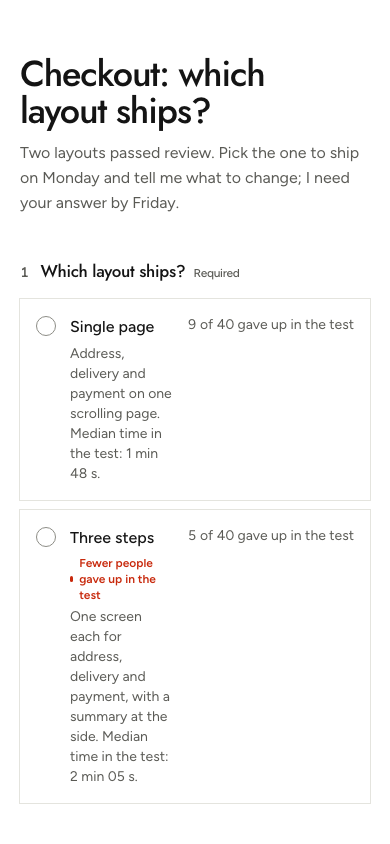 Checkout: which
layout ships?
Two layouts passed review. Pick the one to ship
on Monday and tell me what to change; I need
your answer by Friday.
1 Which layout ships? Required
Single page 9 of 40 gave up in the test
Address,
delivery and
payment on one
scrolling page.
Median time in
the test: 1 min
48 s.
Three steps 5 of 40 gave up in the test
Fewer people
gave up in the
test
One screen
each for
address,
delivery and
payment, with a
summary at the
side. Median
time in the test:
2 min 05 s.